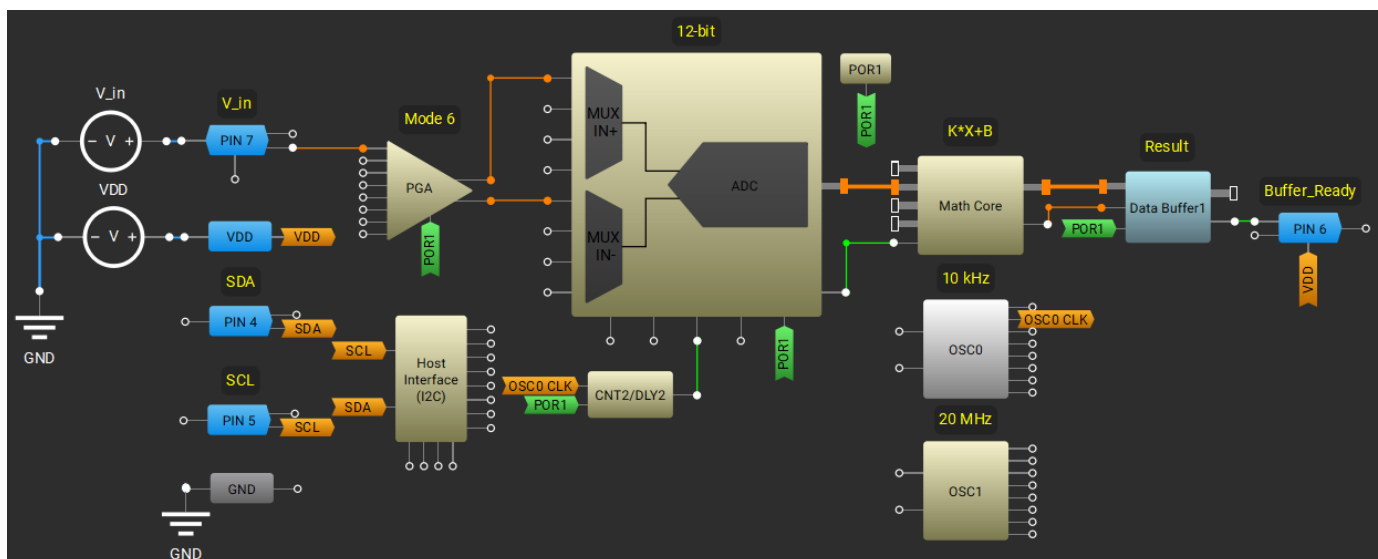 12-bit
V_in
V_in
− V +
PIN 7
VDD
− V +
VDD
VDD
GND
Mode 6
PGA
POR1
MUX
IN+
MUX
IN-
ADC
POR1
POR1
POR1
K*X+B
Math Core
Result
Data Buffer1
POR1
Buffer_Ready
PIN 6
VDD
SDA
PIN 4
SDA
SCL
PIN 5
SCL
SCL
SDA
Host
Interface
(I2C)
OSC0 CLK
POR1
CNT2/DLY2
10 kHz
OSC0
OSC0 CLK
20 MHz
OSC1
GND
GND